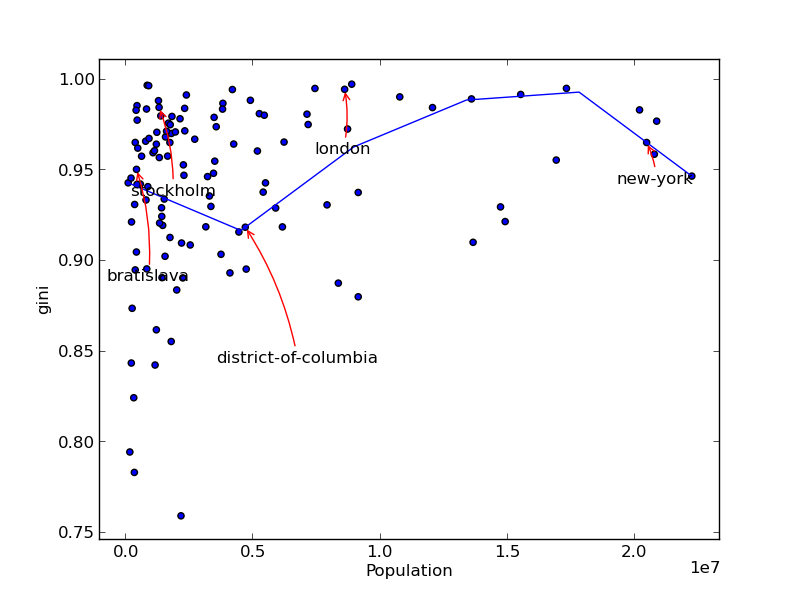 1.00
0.95
0.90
0.85
0.80
0.75
gini
london
stockholm
new-york
bratislava
district-of-columbia
0.0
0.5
1.0
1.5
2.0
1e7
Population